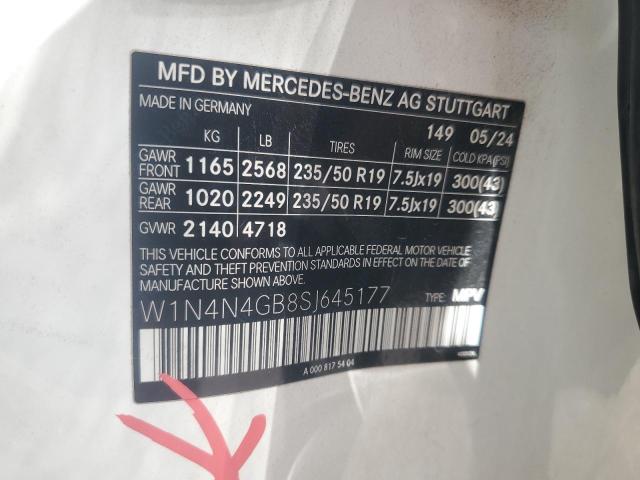 MFD BY MERCEDES-BENZ AG STUTTGART
MADE IN GERMANY
149 05/24
KG LB TIRES RIM SIZE COLD KPA(PSI)
GAWR FRONT 1165 2568 235/50 R19 7.5Jx19 300(43)
GAWR REAR 1020 2249 235/50 R19 7.5Jx19 300(43)
GVWR 2140 4718
THIS VEHICLE CONFORMS TO ALL APPLICABLE FEDERAL MOTOR VEHICLE
SAFETY AND THEFT PREVENTION STANDARDS IN EFFECT ON THE DATE OF
MANUFACTURE SHOWN ABOVE.
W1N4N4GB8SJ645177 TYPE: MPV
A 000 817 54 04